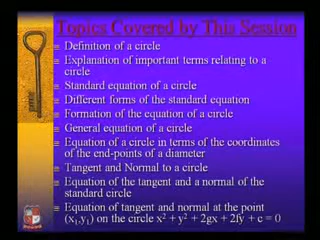 Topics Covered by This Session
Definition of a circle
Explanation of important terms relating to a
circle
Standard equation of a circle
Different forms of the standard equation
Formation of the equation of a circle
General equation of a circle
Equation of a circle in terms of the coordinates
of the end-points of a diameter
Tangent and Normal to a circle
Equation of the tangent and a normal of the
standard circle
Equation of tangent and normal at the point
(x₁,y₁) on the circle x² + y² + 2gx + 2fy + c = 0